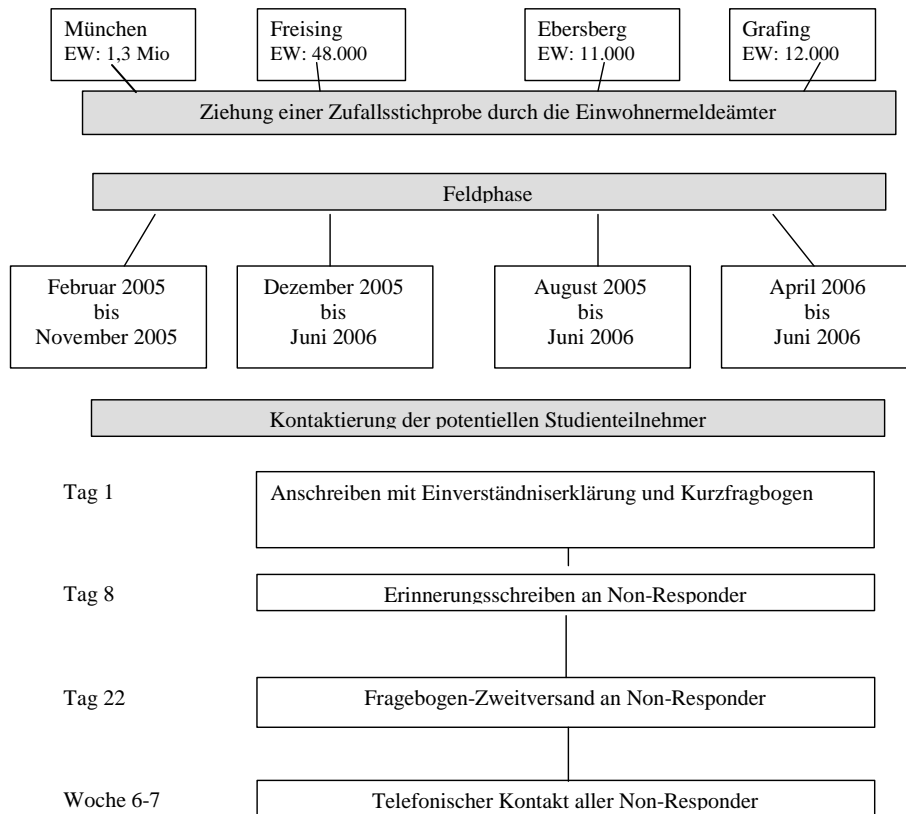 München
EW: 1,3 Mio
Freising
EW: 48.000
Ebersberg
EW: 11.000
Grafing
EW: 12.000
Ziehung einer Zufallsstichprobe durch die Einwohnermeldeämter
Feldphase
Februar 2005
bis
November 2005
Dezember 2005
bis
Juni 2006
August 2005
bis
Juni 2006
April 2006
bis
Juni 2006
Kontaktierung der potentiellen Studienteilnehmer
Tag 1
Anschreiben mit Einverständniserklärung und Kurzfragbogen
Tag 8
Erinnerungsschreiben an Non-Responder
Tag 22
Fragebogen-Zweitversand an Non-Responder
Woche 6-7
Telefonischer Kontakt aller Non-Responder